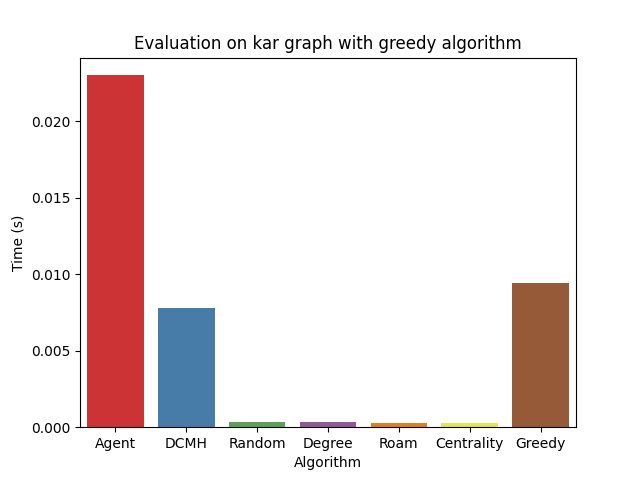 Evaluation on kar graph with greedy algorithm
Time (s)
0.020
0.015
0.010
0.005
0.000
Agent DCMH Random Degree Roam Centrality Greedy
Algorithm